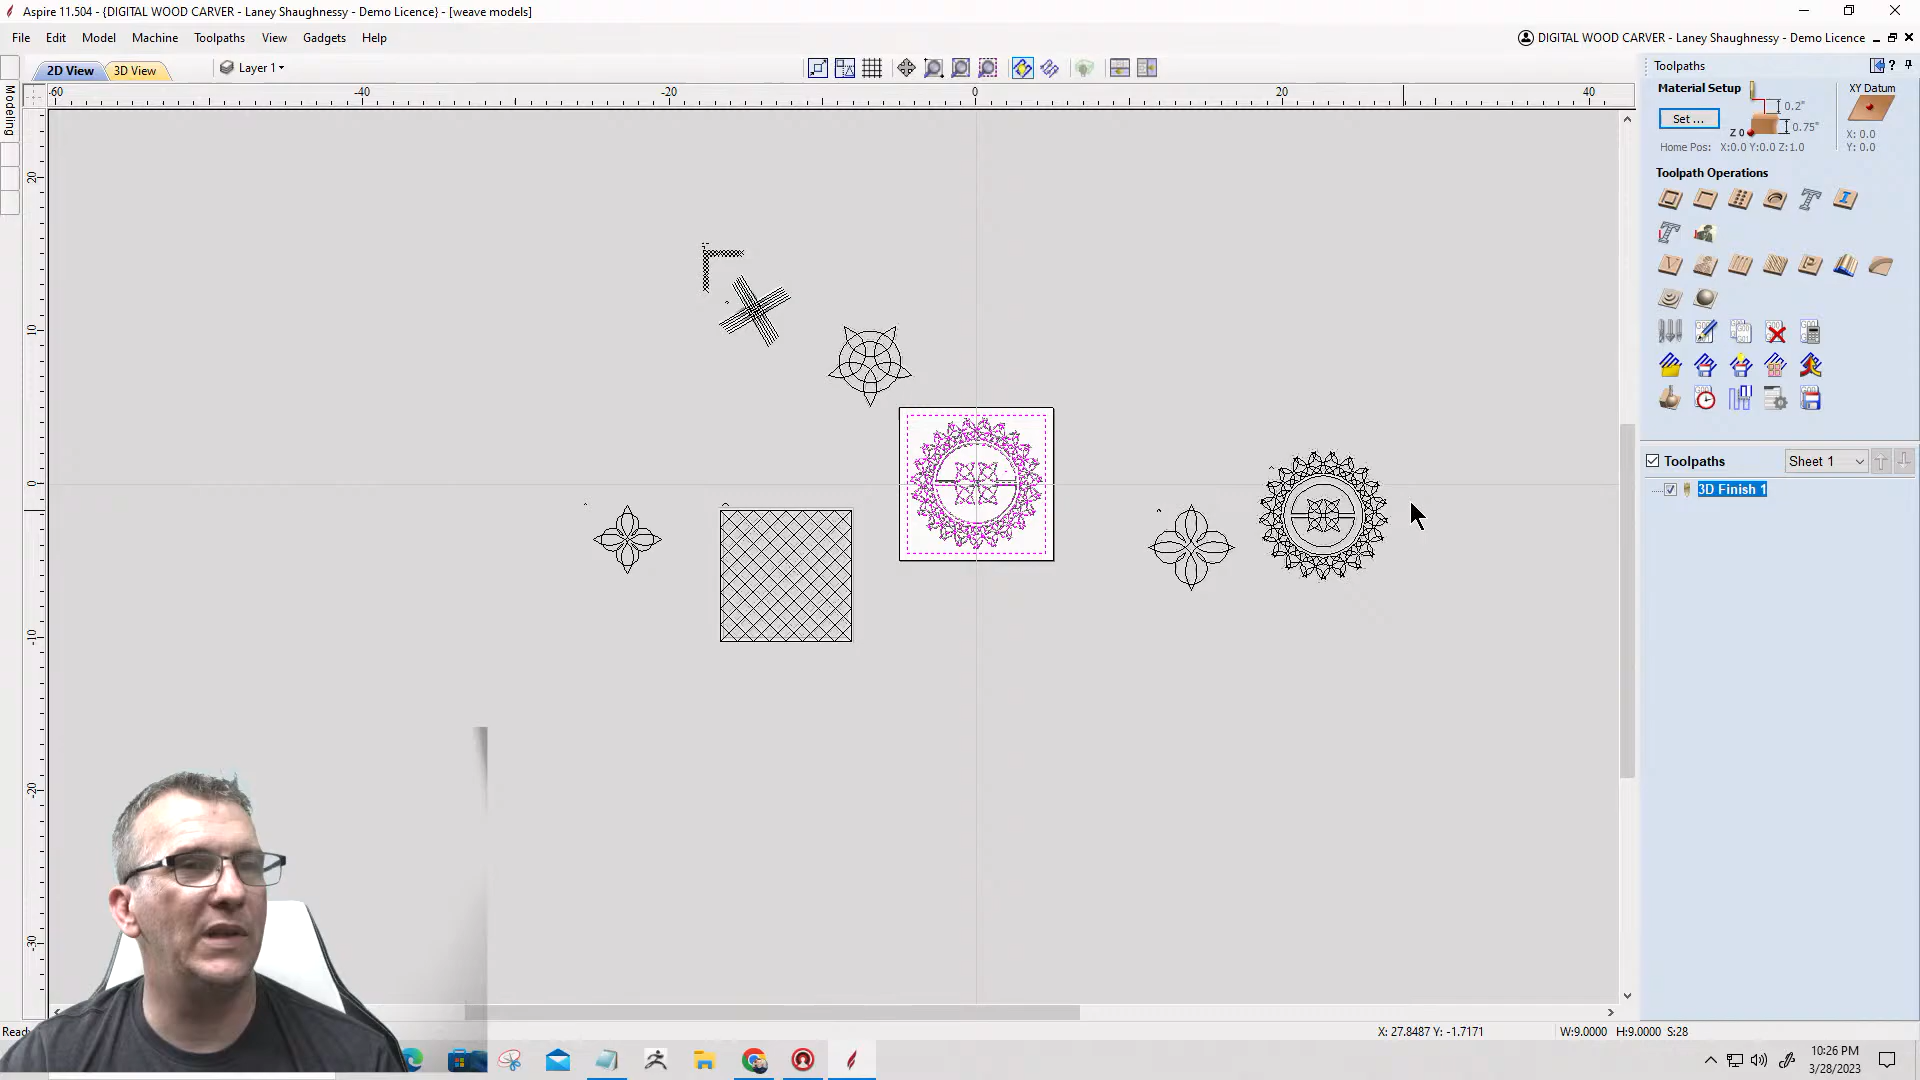 Aspire 11.504 - {DIGITAL WOOD CARVER - Laney Shaughnessy - Demo Licence} - [weave models]
File Edit Model Machine Toolpaths View Gadgets Help
DIGITAL WOOD CARVER - Laney Shaughnessy - Demo Licence
2D View 3D View Layer 1
Toolpaths
Modeling
-60 -40 -20 0 20 40
20
10
0
-10
-20
-30
Material Setup
XY Datum
Set ...
0.2"
Z 0
0.75"
X: 0.0
Y: 0.0
Home Pos: X:0.0 Y:0.0 Z:1.0
Toolpath Operations
Toolpaths Sheet 1
3D Finish 1
X: 27.8487 Y: -1.7171
W:9.0000 H:9.0000 S:28
10:26 PM
3/28/2023